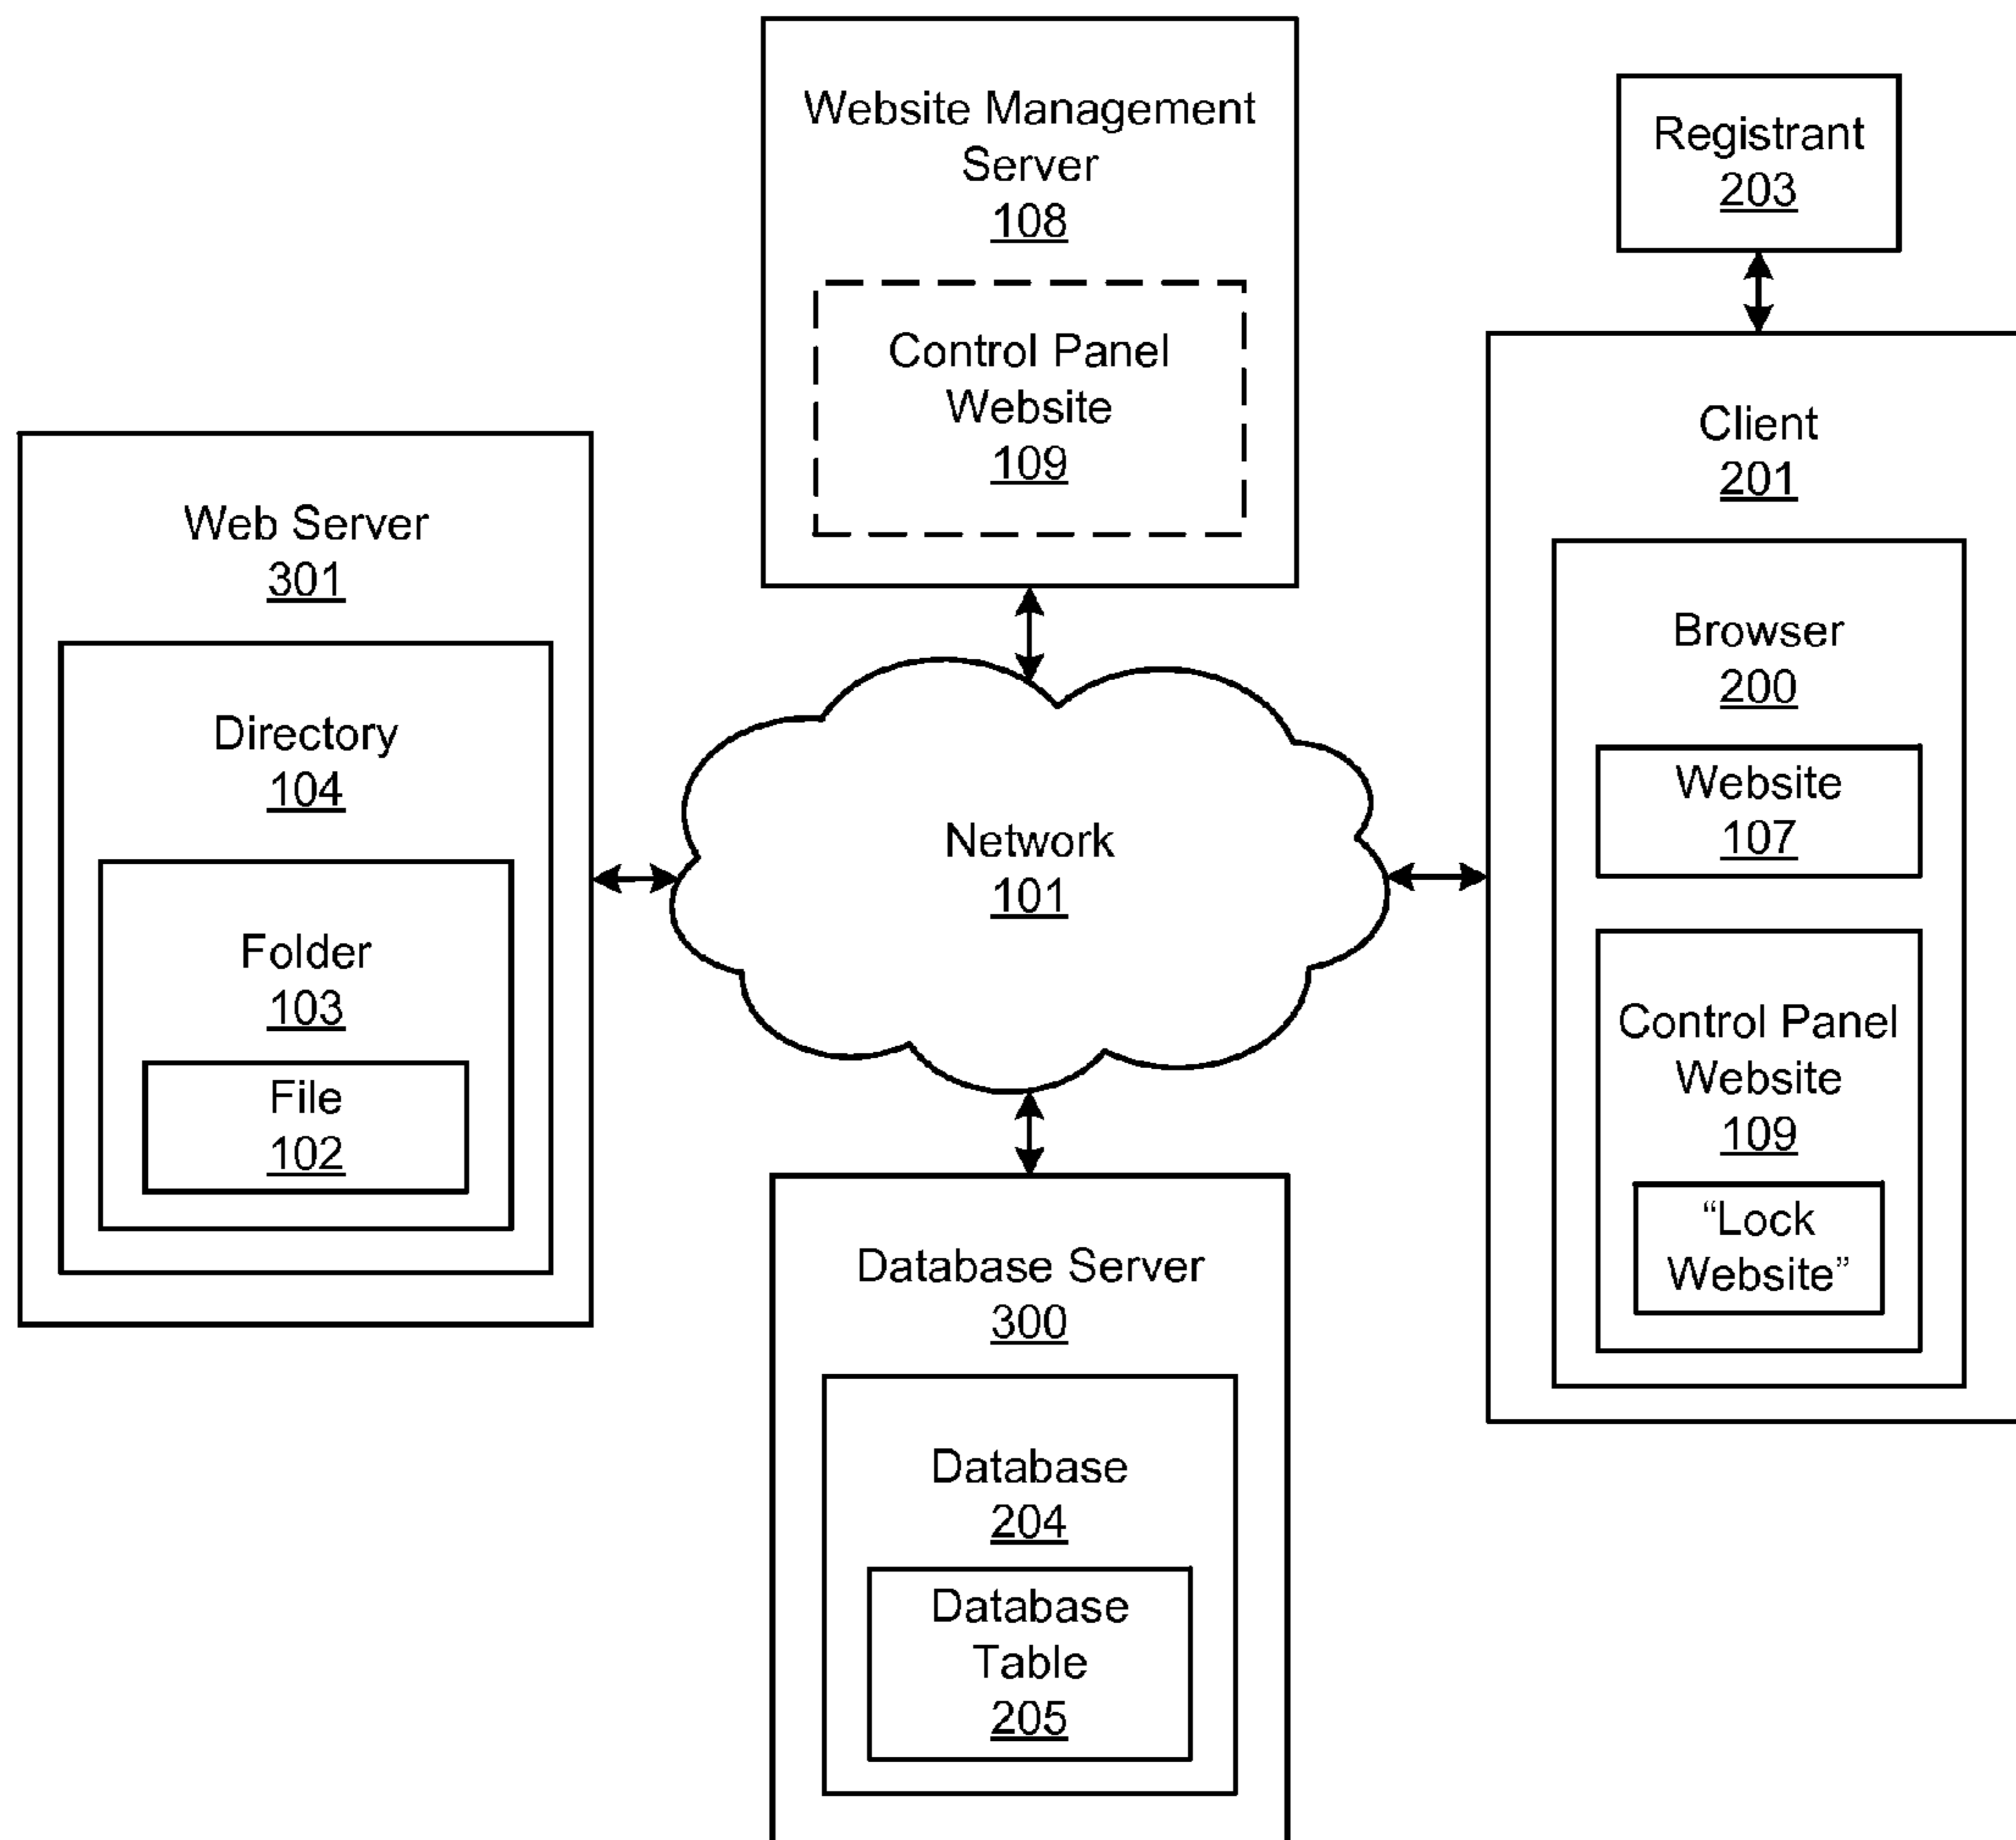 Website Management
Server
108
Control Panel
Website
109
Registrant
203
Client
201
Browser
200
Website
107
Control Panel
Website
109
“Lock
Website”
Web Server
301
Directory
104
Folder
103
File
102
Network
101
Database Server
300
Database
204
Database
Table
205